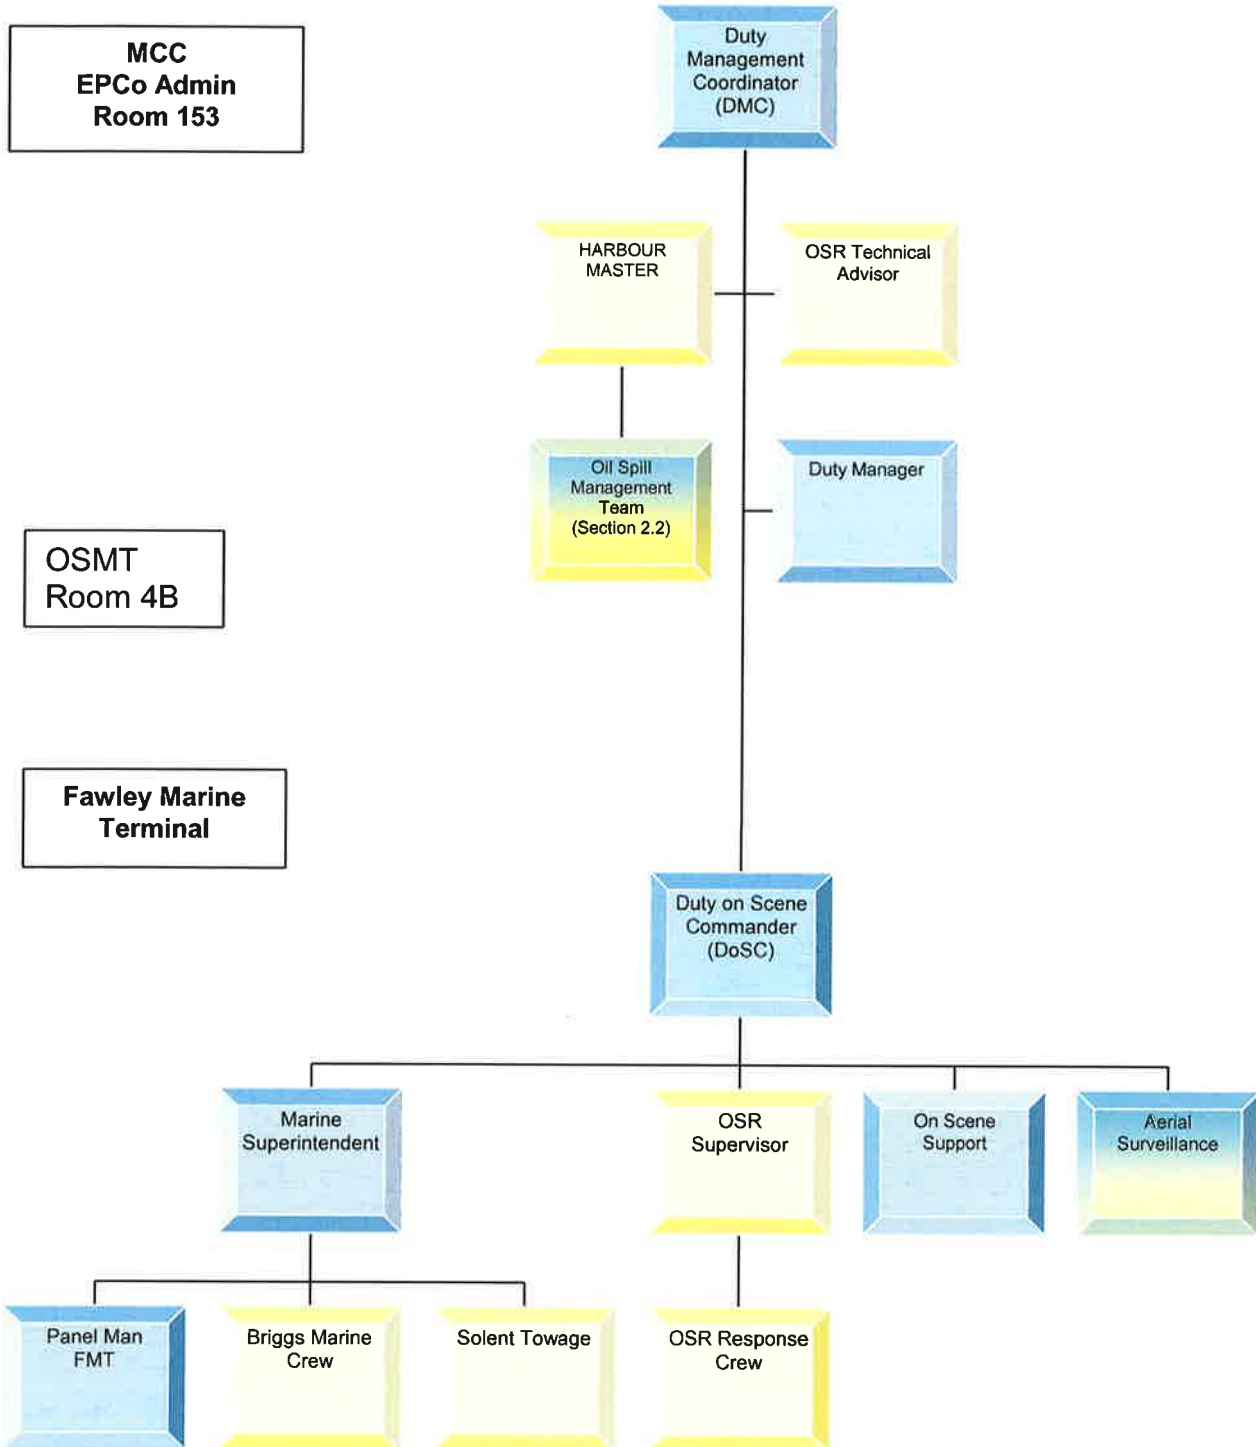 MCC
EPCo Admin
Room 153
Duty
Management
Coordinator
(DMC)
HARBOUR
MASTER
OSR Technical
Advisor
Oil Spill
Management
Team
(Section 2.2)
Duty Manager
OSMT
Room 4B
Fawley Marine
Terminal
Duty on Scene
Commander
(DoSC)
Marine
Superintendent
OSR
Supervisor
On Scene
Support
Aerial
Surveillance
Panel Man
FMT
Briggs Marine
Crew
Solent Towage
OSR Response
Crew